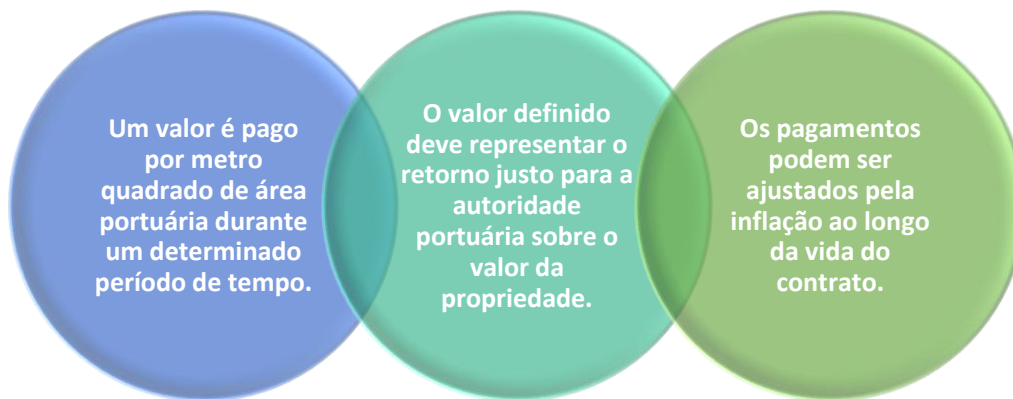 Um valor é pago
por metro
quadrado de área
portuária durante
um determinado
período de tempo.
O valor definido
deve representar o
retorno justo para a
autoridade
portuária sobre o
valor da
propriedade.
Os pagamentos
podem ser
ajustados pela
inflação ao longo
da vida do
contrato.